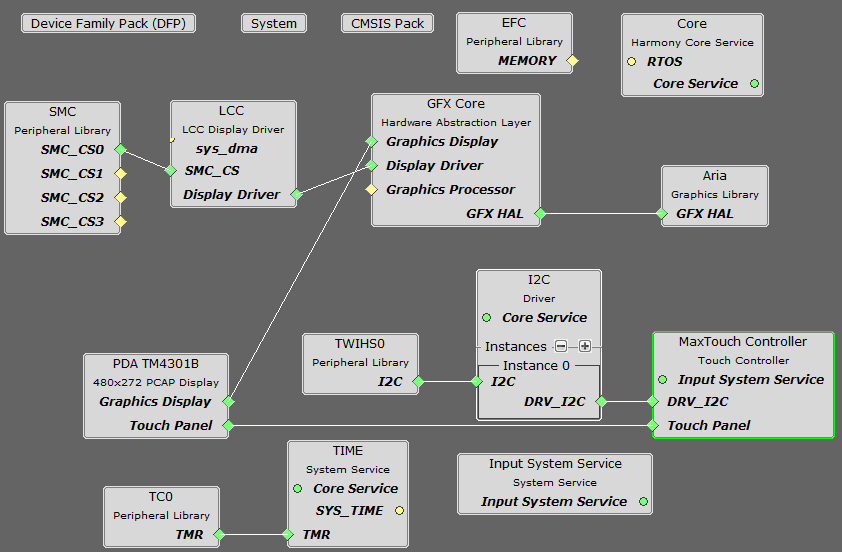 Device Family Pack (DFP)
System
CMSIS Pack
EFC
Peripheral Library
MEMORY
Core
Harmony Core Service
RTOS
Core Service
SMC
Peripheral Library
SMC_CS0
SMC_CS1
SMC_CS2
SMC_CS3
LCC
LCC Display Driver
sys_dma
SMC_CS
Display Driver
GFX Core
Hardware Abstraction Layer
Graphics Display
Display Driver
Graphics Processor
GFX HAL
Aria
Graphics Library
GFX HAL
I2C
Driver
Core Service
Instances
Instance 0
I2C
DRV_I2C
TWIHS0
Peripheral Library
I2C
MaxTouch Controller
Touch Controller
Input System Service
DRV_I2C
Touch Panel
PDA TM4301B
480x272 PCAP Display
Graphics Display
Touch Panel
TIME
System Service
Core Service
SYS_TIME
TMR
Input System Service
System Service
Input System Service
TC0
Peripheral Library
TMR